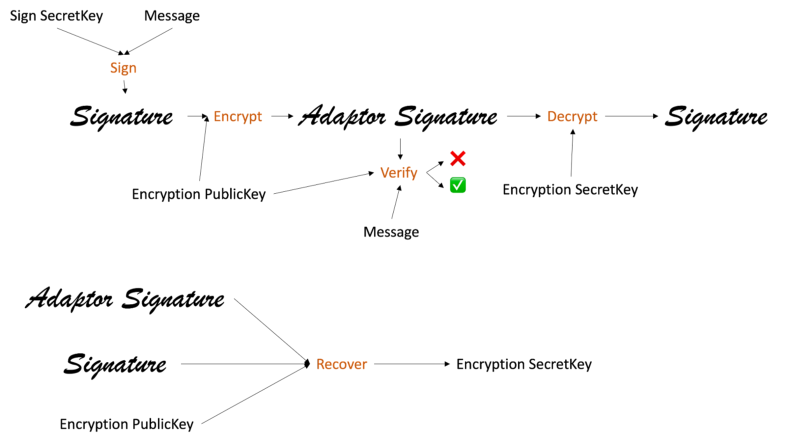 Sign SecretKey Message
Sign
Signature Encrypt Adaptor Signature Decrypt Signature
Verify
Encryption PublicKey Encryption SecretKey
Message
Adaptor Signature
Signature Recover Encryption SecretKey
Encryption PublicKey